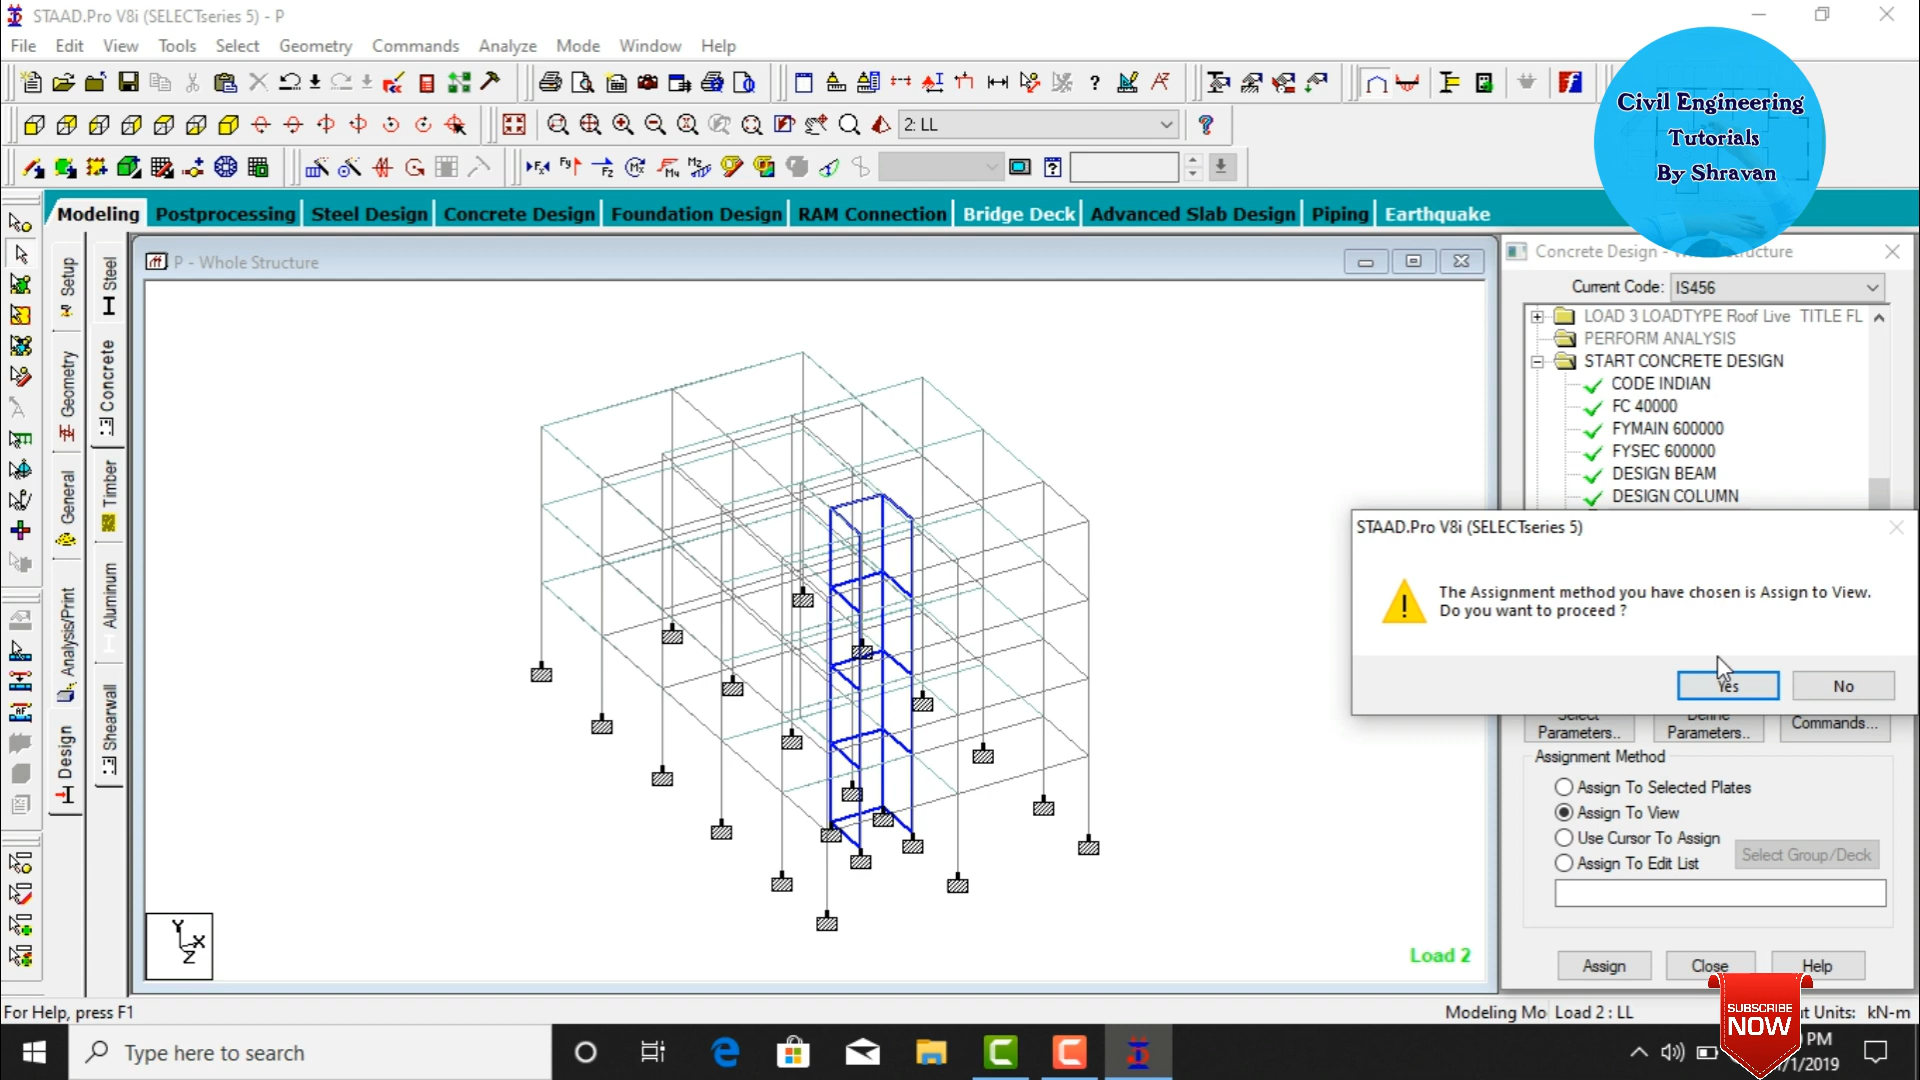 STAAD.Pro V8i (SELECTseries 5) - P
File Edit View Tools Select Geometry Commands Analyze Mode Window Help
2: LL
Civil Engineering
Tutorials
By Shravan
Modeling Postprocessing Steel Design Concrete Design Foundation Design RAM Connection Bridge Deck Advanced Slab Design Piping Earthquake
Setup
Geometry
General
Analysis/Print
Design
Steel
Concrete
Timber
Aluminum
Shearwall
P - Whole Structure
Load 2
Y
X
Z
Concrete Design -
Current Code: IS456
LOAD 3 LOADTYPE Roof Live TITLE FL
PERFORM ANALYSIS
START CONCRETE DESIGN
CODE INDIAN
FC 40000
FYMAIN 600000
FYSEC 600000
DESIGN BEAM
DESIGN COLUMN
STAAD.Pro V8i (SELECTseries 5)
The Assignment method you have chosen is Assign to View.
Do you want to proceed ?
Yes No
Select Parameters..
Define Parameters..
Commands...
Assignment Method
Assign To Selected Plates
Assign To View
Use Cursor To Assign
Assign To Edit List
Select Group/Deck
Assign Close Help
For Help, press F1
Modeling Mo Load 2 : LL
t Units: kN-m
SUBSCRIBE
NOW
Type here to search
PM
/1/2019